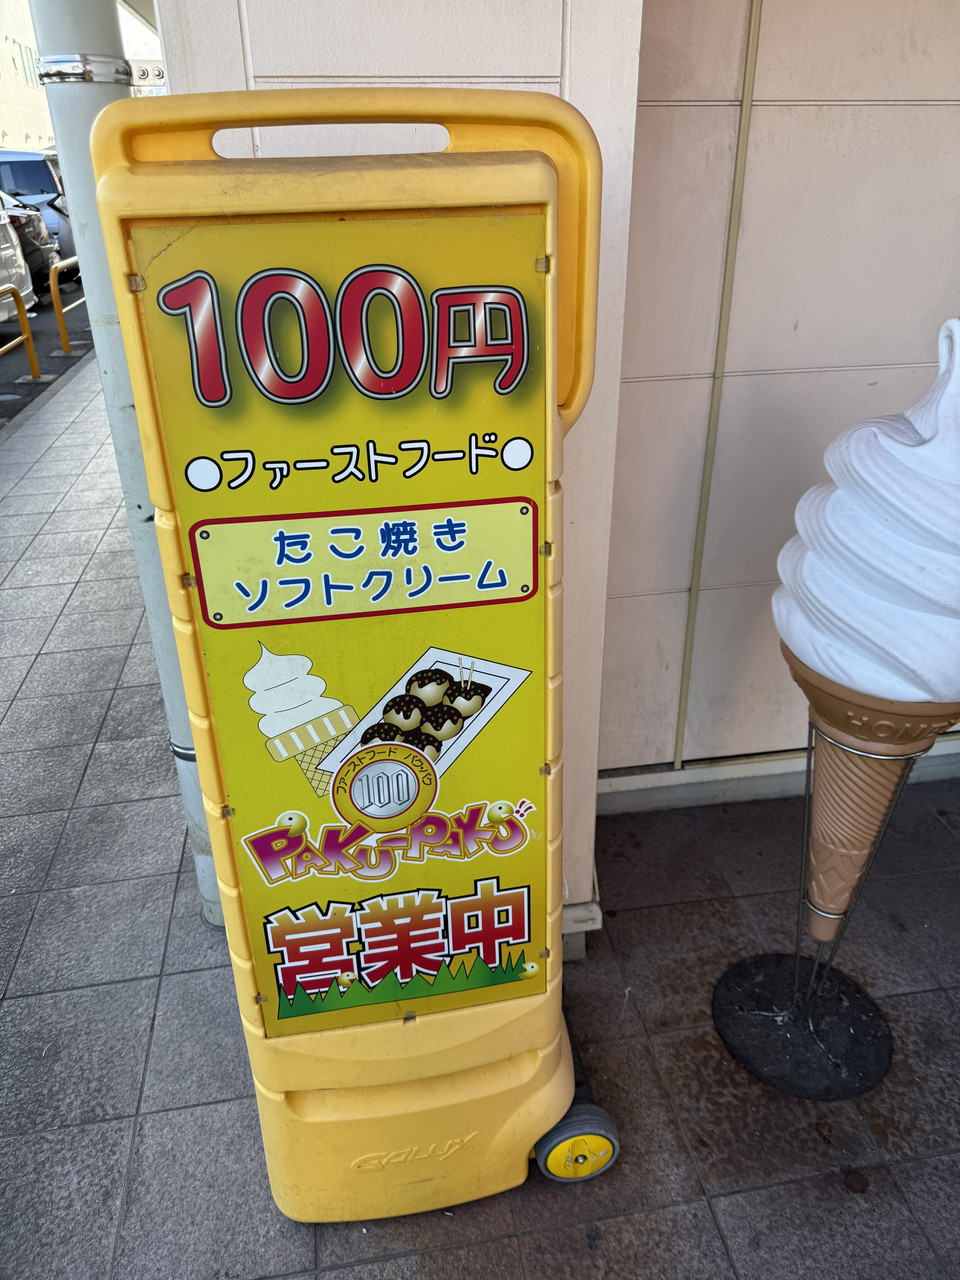 100円
●ファーストフード●
たこ焼き
ソフトクリーム
ファーストフード パク・パク
100
PAKU-PAKU!!
営業中